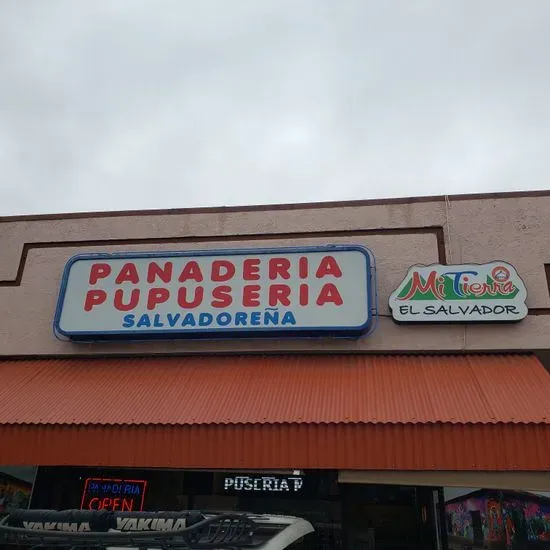 PANADERIA
PUPUSERIA
SALVADOREÑA
Mi Tierra
EL SALVADOR
PANADERIA
OPEN
PUSERIA
YAKIMA YAKIMA